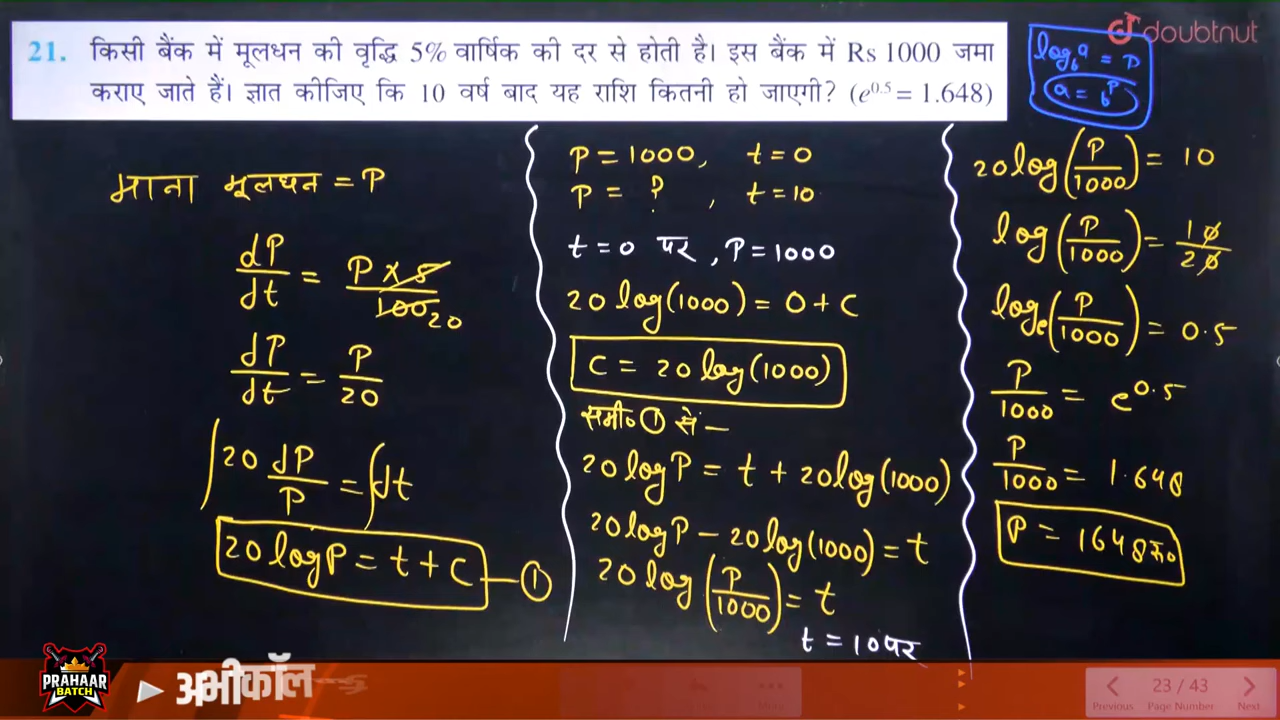 21. किसी बैंक में मूलधन की वृद्धि 5% वार्षिक की दर से होती है। इस बैंक में Rs 1000 जमा
कराए जाते हैं। ज्ञात कीजिए कि 10 वर्ष बाद यह राशि कितनी हो जाएगी? (e^0.5 = 1.648)
doubtnut
log_b a = P
a = b^P
माना मूलधन = P
dP/dt = P × 5/100 20
dP/dt = P/20
∫ 20 dP/P = ∫ dt
20 log P = t + C —①
P = 1000, t = 0
P = ? , t = 10
t = 0 पर , P = 1000
20 log(1000) = 0 + C
C = 20 log(1000)
समी० ① से —
20 log P = t + 20 log(1000)
20 log P − 20 log(1000) = t
20 log (P/1000) = t
t = 10 पर
20 log (P/1000) = 10
log (P/1000) = 10/20
log_e (P/1000) = 0.5
P/1000 = e^0.5
P/1000 = 1.648
P = 1648 रू०
PRAHAAR
BATCH
अभी कॉल
23 / 43
Previous Page Number Next